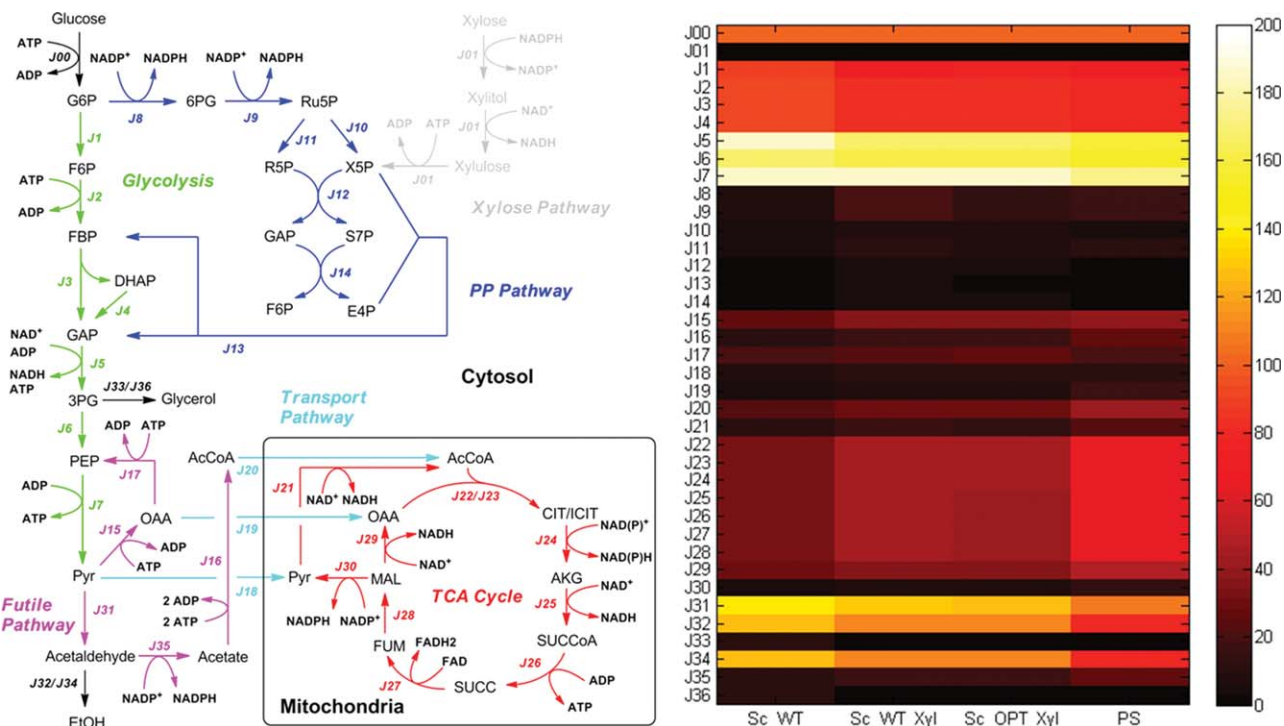 Glucose
ATP
J00
ADP
NADP+ NADPH
NADP+ NADPH
G6P
J8
6PG
J9
Ru5P
J1
J11
J10
F6P
R5P
X5P
ATP
J2
ADP
Glycolysis
J12
FBP
GAP
S7P
J3
DHAP
J14
J4
F6P
E4P
PP Pathway
GAP
J13
NAD+
ADP
J5
NADH
ATP
Xylose
NADPH
J01
NADP+
Xylitol
NAD+
J01
NADH
ADP
ATP
Xylulose
J01
Xylose Pathway
Cytosol
J33/J36
3PG
Glycerol
Transport
Pathway
J6
ADP
ATP
PEP
J17
AcCoA
J20
AcCoA
ADP
J7
ATP
OAA
J21
NAD+ NADH
J22/J23
J19
OAA
CIT/ICIT
J15
J16
J29
NADH
NAD+
J24
NAD(P)+
NAD(P)H
ADP
ATP
Pyr
J18
Pyr
J30
MAL
AKG
NADPH
NADP+
TCA Cycle
J25
NAD+
NADH
J31
Futile
Pathway
2 ADP
2 ATP
J28
SUCCoA
FUM
FADH2
FAD
J26
Acetaldehyde
J35
Acetate
J27
SUCC
ADP
ATP
J32/J34
NADP+
NADPH
Mitochondria
EtOH
J00
J01
J1
J2
J3
J4
J5
J6
J7
J8
J9
J10
J11
J12
J13
J14
J15
J16
J17
J18
J19
J20
J21
J22
J23
J24
J25
J26
J27
J28
J29
J30
J31
J32
J33
J34
J35
J36
Sc WT
Sc WT Xyl
Sc OPT Xyl
PS
200
180
160
140
120
100
80
60
40
20
0